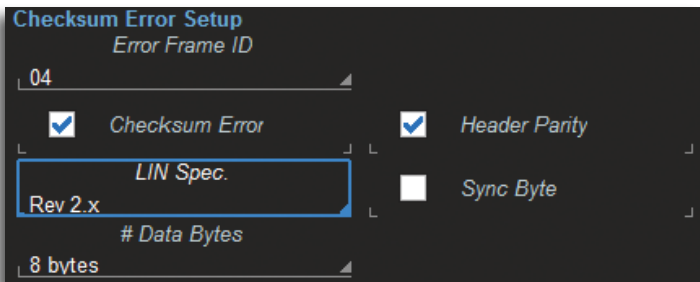 Checksum Error Setup
Error Frame ID
04
Checksum Error
Header Parity
LIN Spec.
Rev 2.x
Sync Byte
# Data Bytes
8 bytes